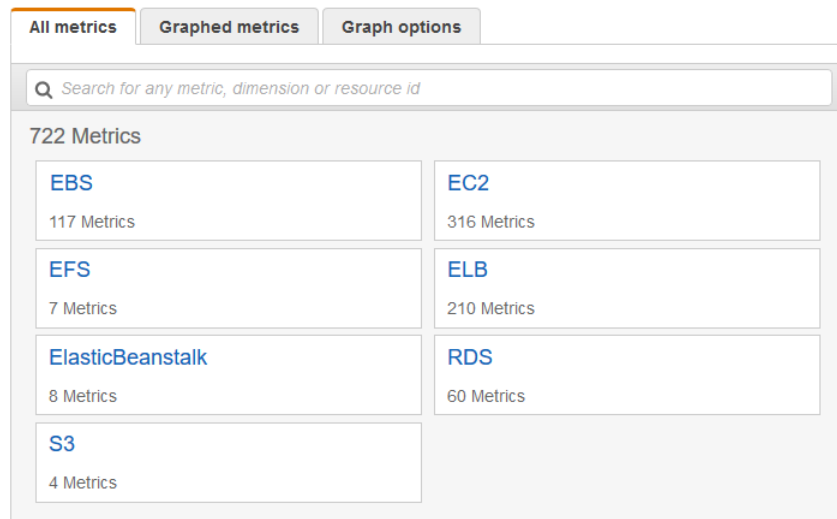 All metrics Graphed metrics Graph options
Search for any metric, dimension or resource id
722 Metrics
EBS
117 Metrics
EC2
316 Metrics
EFS
7 Metrics
ELB
210 Metrics
ElasticBeanstalk
8 Metrics
RDS
60 Metrics
S3
4 Metrics